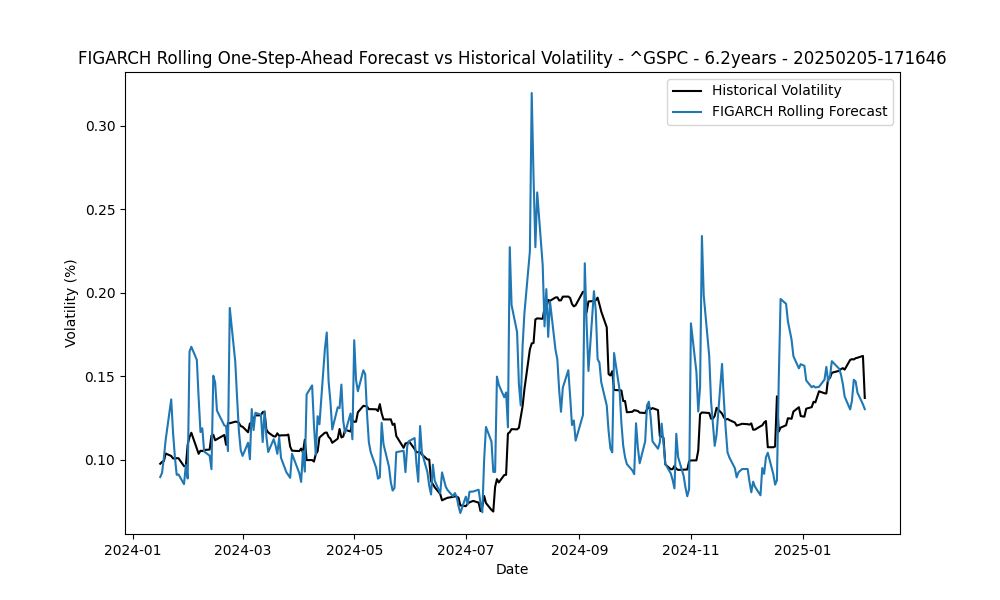 FIGARCH Rolling One-Step-Ahead Forecast vs Historical Volatility - ^GSPC - 6.2years - 20250205-171646
Historical Volatility
FIGARCH Rolling Forecast
Volatility (%)
0.30
0.25
0.20
0.15
0.10
2024-01 2024-03 2024-05 2024-07 2024-09 2024-11 2025-01
Date